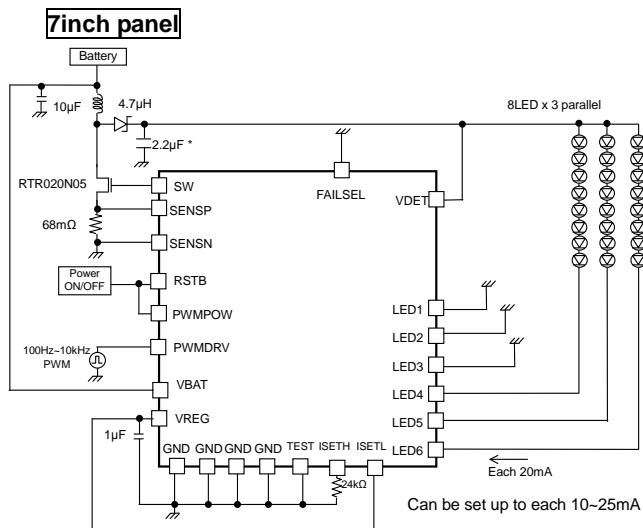 7inch panel
Battery
10µF
4.7µH
2.2µF *
8LED x 3 parallel
RTR020N05
68mΩ
SW
SENSP
SENSN
FAILSEL
VDET
Power
ON/OFF
RSTB
PWMPOW
100Hz~10kHz
PWM
PWMDRV
VBAT
VREG
1µF
LED1
LED2
LED3
LED4
LED5
LED6
GND GND GND GND TEST ISETH ISETL
24kΩ
Each 20mA
Can be set up to each 10~25mA